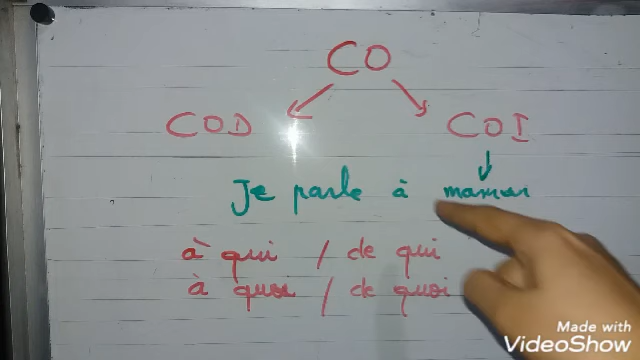 CO
COD COI
Je parle à maman
à qui / de qui
à quoi / de quoi
Made with
VideoShow